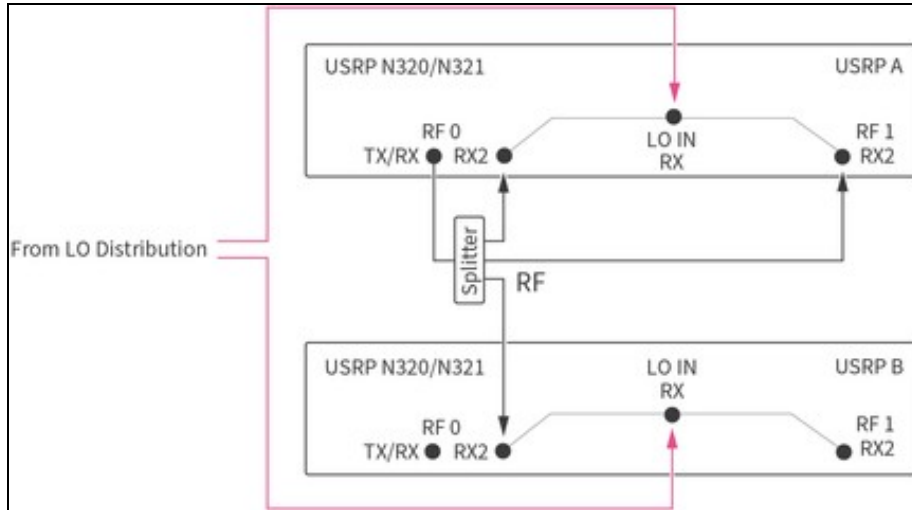 USRP N320/N321 USRP A
RF 0
TX/RX RX2
LO IN
RX
RF 1
RX2
From LO Distribution
Splitter
RF
USRP N320/N321 USRP B
LO IN
RX
RF 0
TX/RX RX2
RF 1
RX2